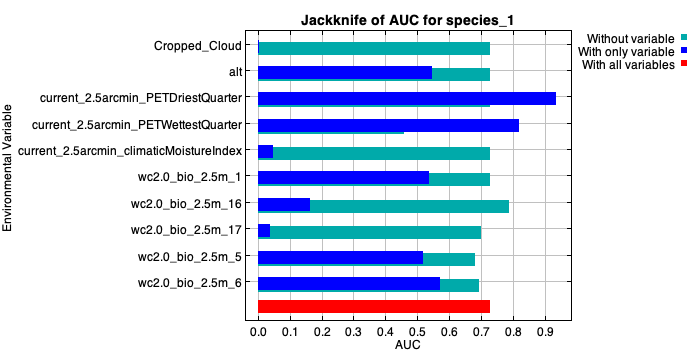 Jackknife of AUC for species_1
Without variable
With only variable
With all variables
Environmental Variable
Cropped_Cloud
alt
current_2.5arcmin_PETDriestQuarter
current_2.5arcmin_PETWettestQuarter
current_2.5arcmin_climaticMoistureIndex
wc2.0_bio_2.5m_1
wc2.0_bio_2.5m_16
wc2.0_bio_2.5m_17
wc2.0_bio_2.5m_5
wc2.0_bio_2.5m_6
0.0 0.1 0.2 0.3 0.4 0.5 0.6 0.7 0.8 0.9
AUC